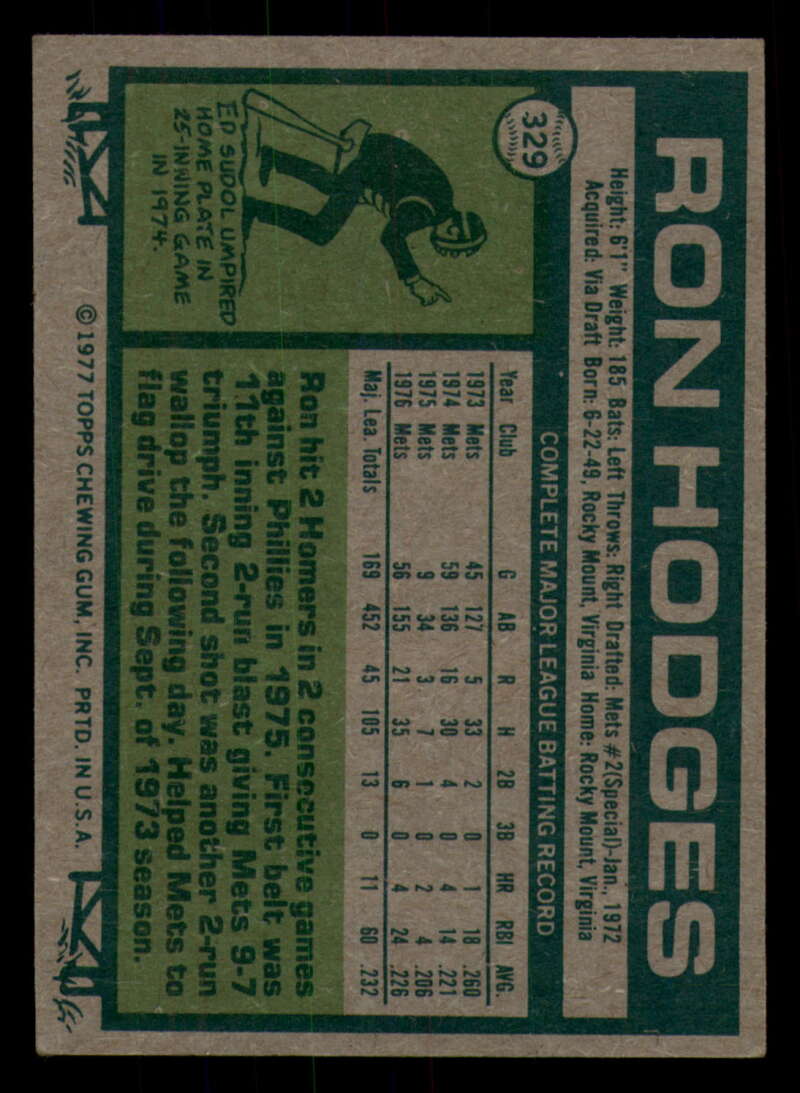 329
RON HODGES
Height: 6'1" Weight: 185 Bats: Left Throws: Right Drafted: Mets #2(Special)-Jan., 1972
Acquired: Via Draft Born: 6-22-49, Rocky Mount, Virginia Home: Rocky Mount, Virginia
COMPLETE MAJOR LEAGUE BATTING RECORD
Year Club G AB R H 2B 3B HR RBI AVG.
1973 Mets 45 127 5 33 2 0 1 18 .260
1974 Mets 59 136 16 30 4 0 4 14 .221
1975 Mets 9 34 3 7 1 0 2 4 .206
1976 Mets 56 155 21 35 6 0 4 24 .226
Maj. Lea. Totals 169 452 45 105 13 0 11 60 .232
ED SUDOL UMPIRED
HOME PLATE IN
25-INNING GAME
IN 1974.
Ron hit 2 Homers in 2 consecutive games
against Phillies in 1975. First belt was
11th inning 2-run blast giving Mets 9-7
triumph. Second shot was another 2-run
wallop the following day. Helped Mets to
flag drive during Sept. of 1973 season.
©1977 TOPPS CHEWING GUM, INC. PRTD. IN U.S.A.